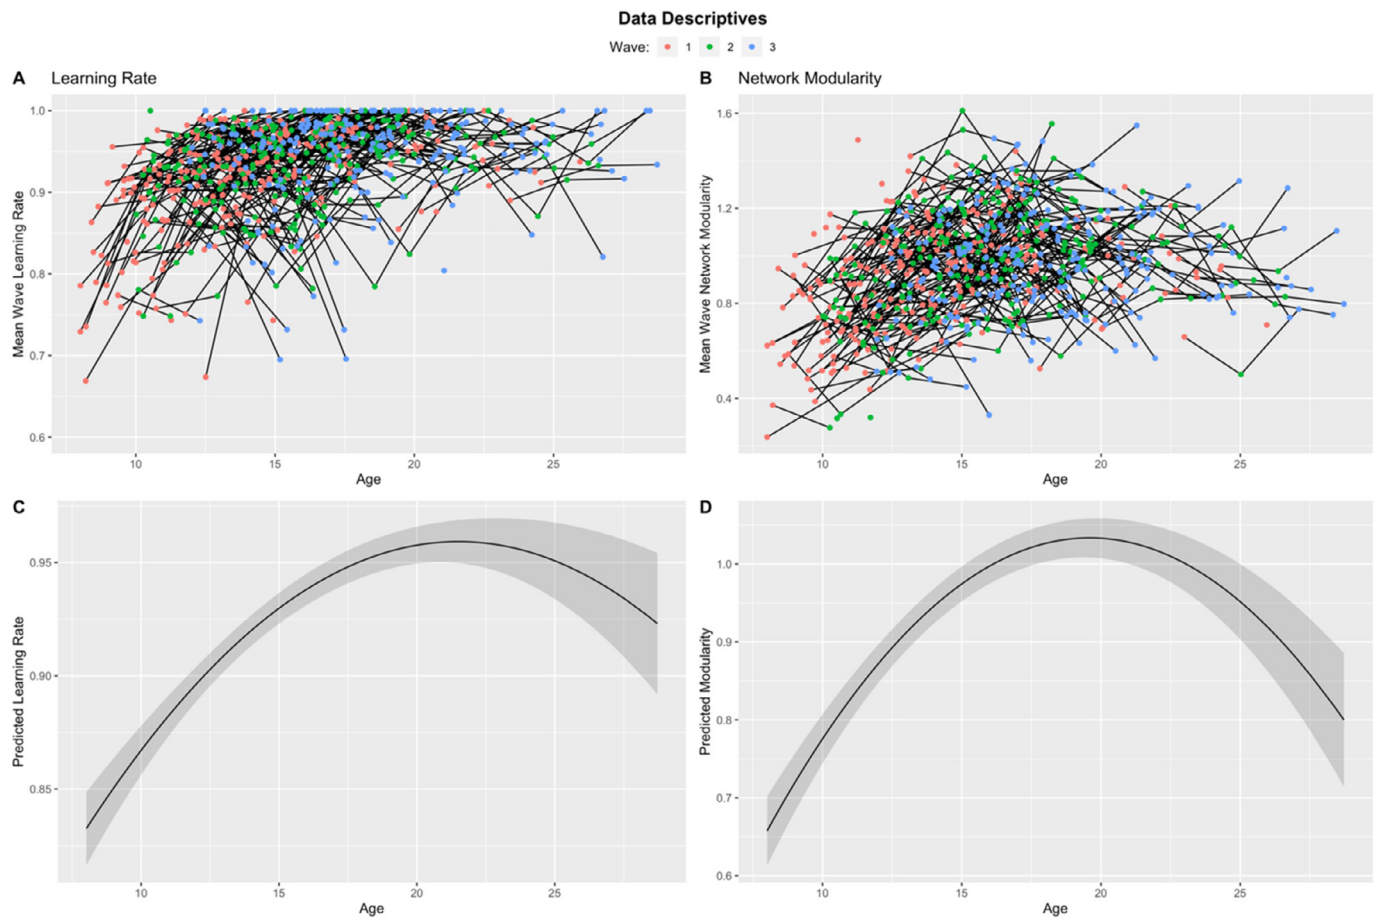 Data Descriptives
Wave: 1 2 3
A Learning Rate
Mean Wave Learning Rate
1.0
0.9
0.8
0.7
0.6
10 15 20 25
Age
B Network Modularity
Mean Wave Network Modularity
1.6
1.2
0.8
0.4
10 15 20 25
Age
C
Predicted Learning Rate
0.95
0.90
0.85
10 15 20 25
Age
D
Predicted Modularity
1.0
0.9
0.8
0.7
0.6
10 15 20 25
Age